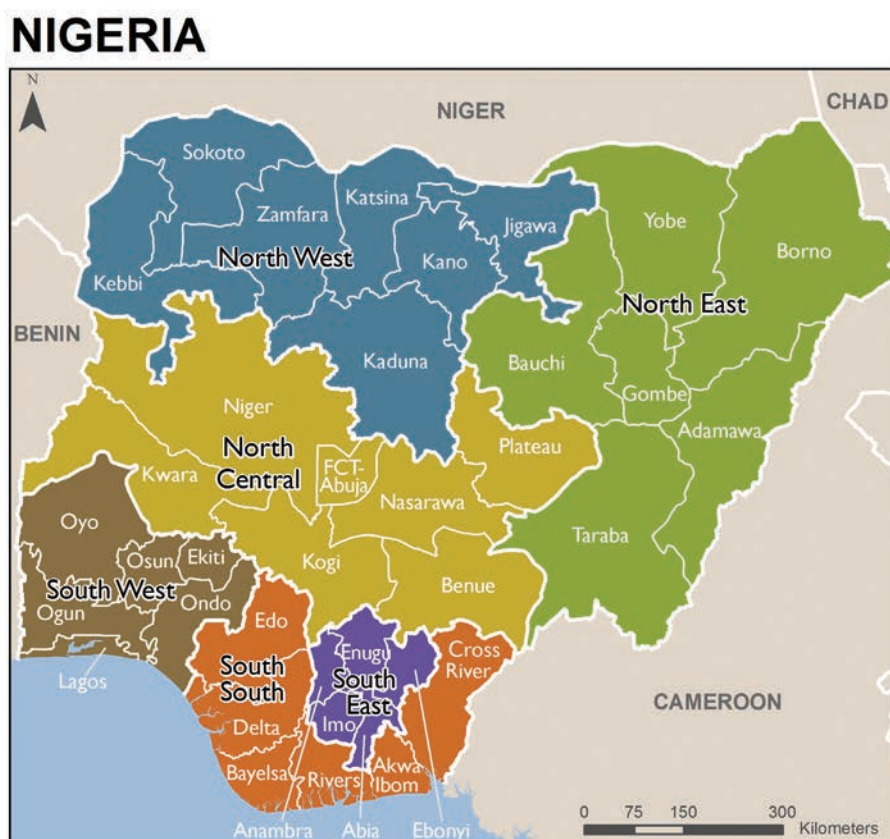 NIGERIA
N
NIGER
CHAD
Sokoto
Katsina
Zamfara
Jigawa
Yobe
North West
Kano
Borno
Kebbi
North East
BENIN
Kaduna
Bauchi
Gombe
Niger
Adamawa
North
Central
Plateau
Kwara
FCT-
Abuja
Nasarawa
Oyo
Taraba
Osun
Ekiti
Kogi
Benue
South West
Ogun
Ondo
Edo
Cross
River
Enugu
South
South
South
East
Lagos
CAMEROON
Delta
Imo
Bayelsa
Rivers
Akwa
Ibom
Anambra
Abia
Ebonyi
0 75 150 300
Kilometers